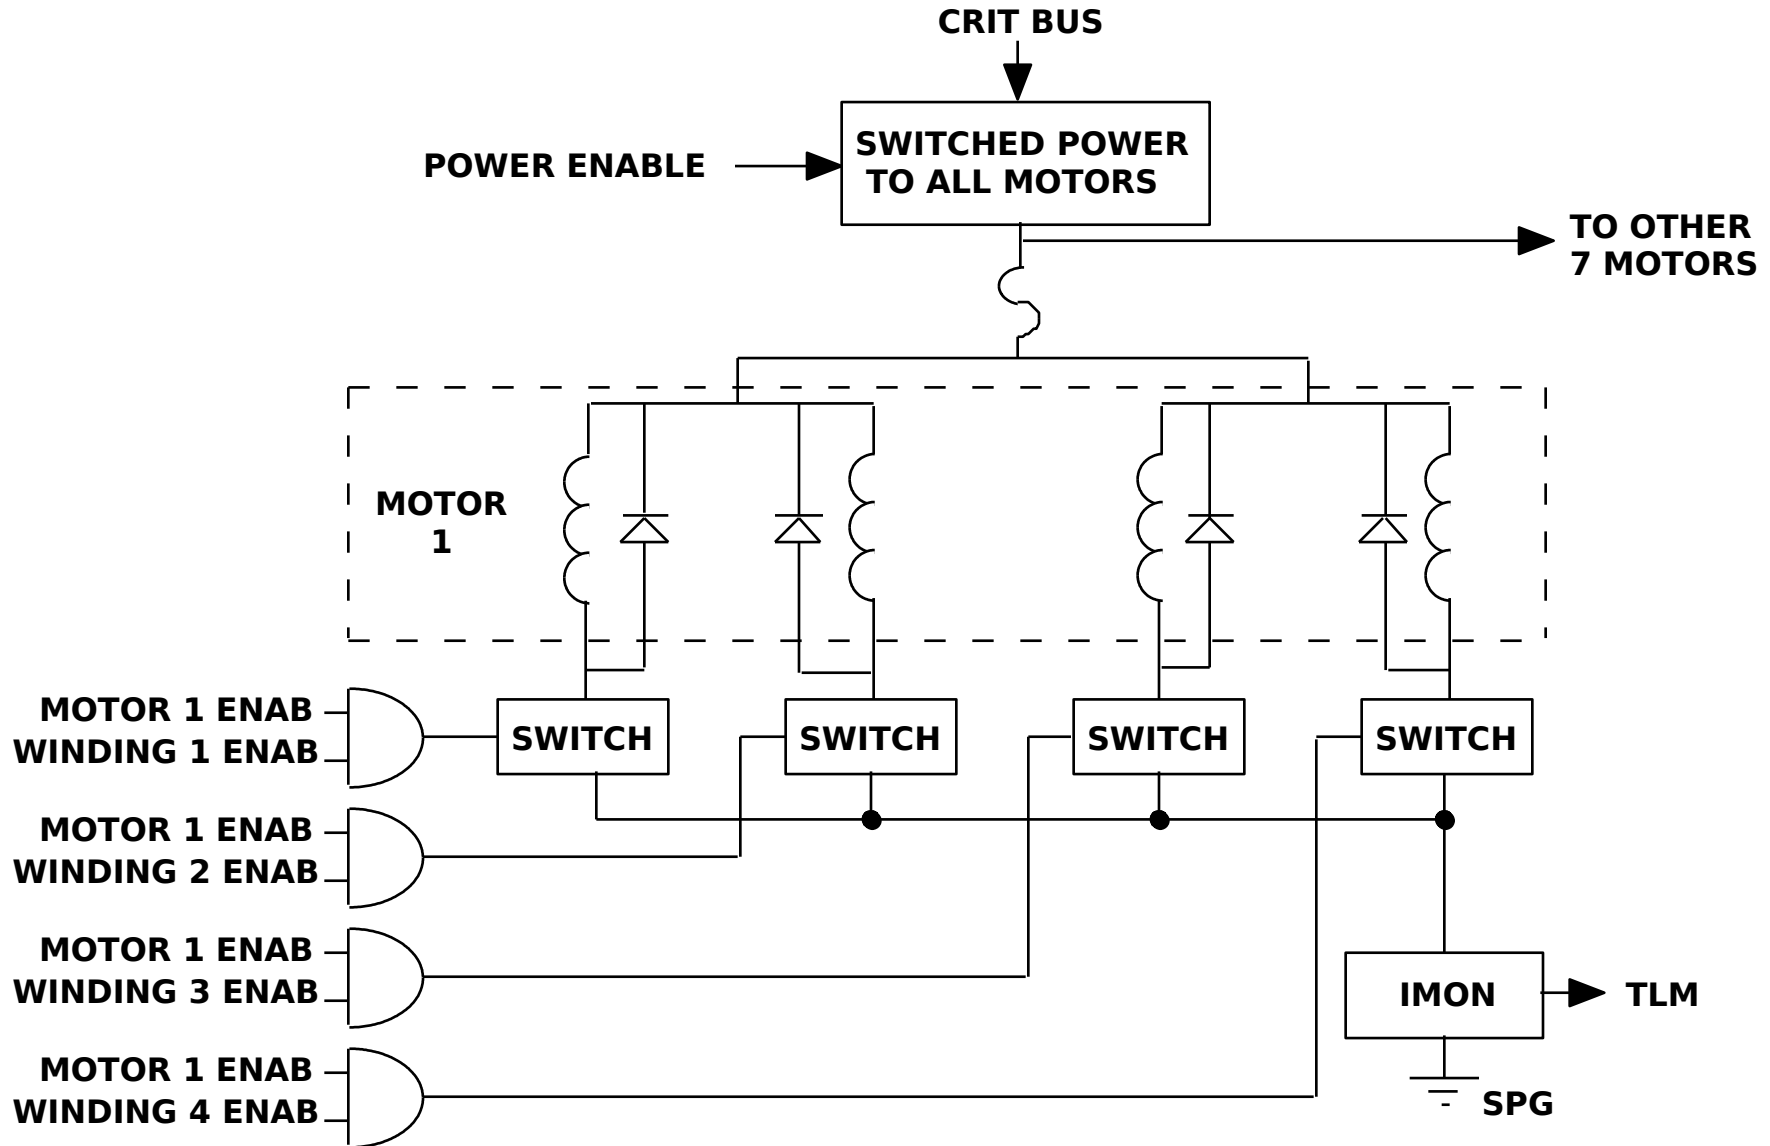 CRIT BUS
SWITCHED POWER
TO ALL MOTORS
POWER ENABLE
TO OTHER
7 MOTORS
MOTOR
1
MOTOR 1 ENAB
WINDING 1 ENAB
SWITCH
SWITCH
SWITCH
SWITCH
MOTOR 1 ENAB
WINDING 2 ENAB
MOTOR 1 ENAB
WINDING 3 ENAB
IMON
TLM
MOTOR 1 ENAB
WINDING 4 ENAB
SPG